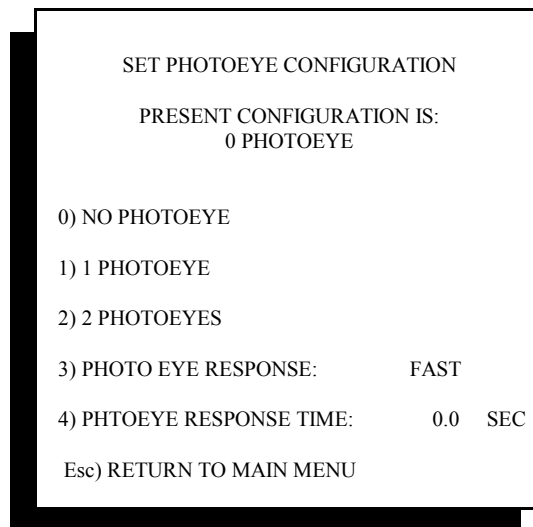 SET PHOTOEYE CONFIGURATION
PRESENT CONFIGURATION IS:
0 PHOTOEYE
0) NO PHOTOEYE
1) 1 PHOTOEYE
2) 2 PHOTOEYES
3) PHOTO EYE RESPONSE: FAST
4) PHTOEYE RESPONSE TIME: 0.0 SEC
Esc) RETURN TO MAIN MENU